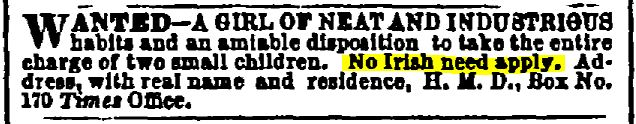 WANTED—A GIRL OF NEAT AND INDUSTRIOUS
habits and an amiable disposition to take the entire
charge of two small children. No Irish need apply. Ad-
dress, with real name and residence, H. M. D., Box No.
170 Times Office.